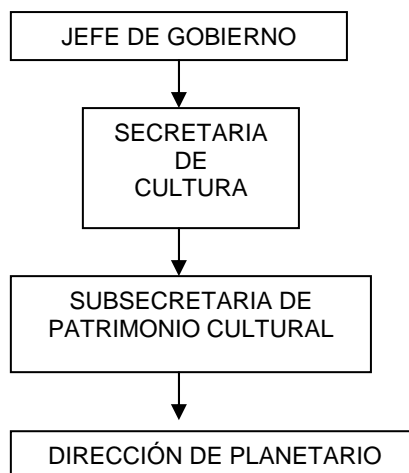 JEFE DE GOBIERNO
SECRETARIA
DE
CULTURA
SUBSECRETARIA DE
PATRIMONIO CULTURAL
DIRECCIÓN DE PLANETARIO